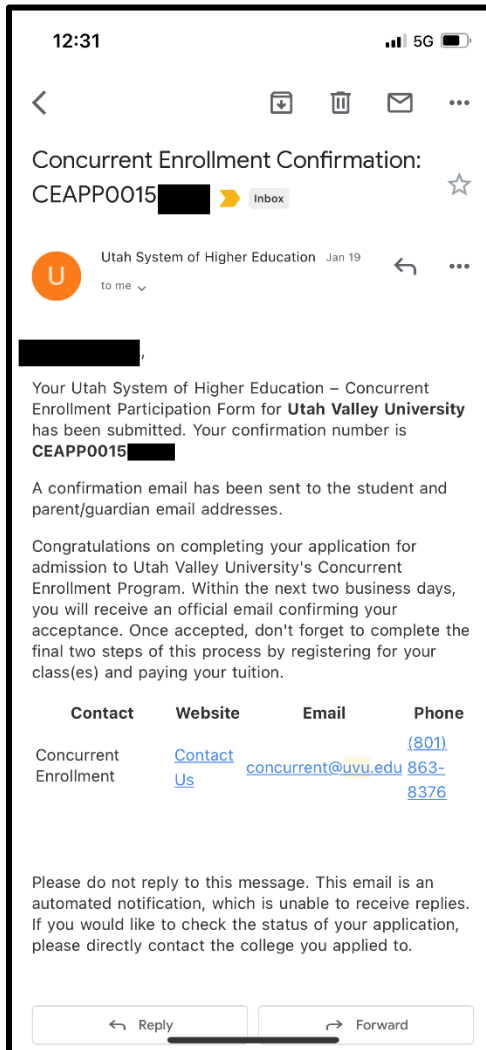 12:31
5G
Concurrent Enrollment Confirmation:
CEAPP0015
Inbox
U
Utah System of Higher Education Jan 19
to me
,
Your Utah System of Higher Education – Concurrent
Enrollment Participation Form for Utah Valley University
has been submitted. Your confirmation number is
CEAPP0015
A confirmation email has been sent to the student and
parent/guardian email addresses.
Congratulations on completing your application for
admission to Utah Valley University's Concurrent
Enrollment Program. Within the next two business days,
you will receive an official email confirming your
acceptance. Once accepted, don't forget to complete the
final two steps of this process by registering for your
class(es) and paying your tuition.
Contact Website Email Phone
Concurrent
Enrollment
Contact
Us
concurrent@uvu.edu
(801)
863-
8376
Please do not reply to this message. This email is an
automated notification, which is unable to receive replies.
If you would like to check the status of your application,
please directly contact the college you applied to.
Reply
Forward